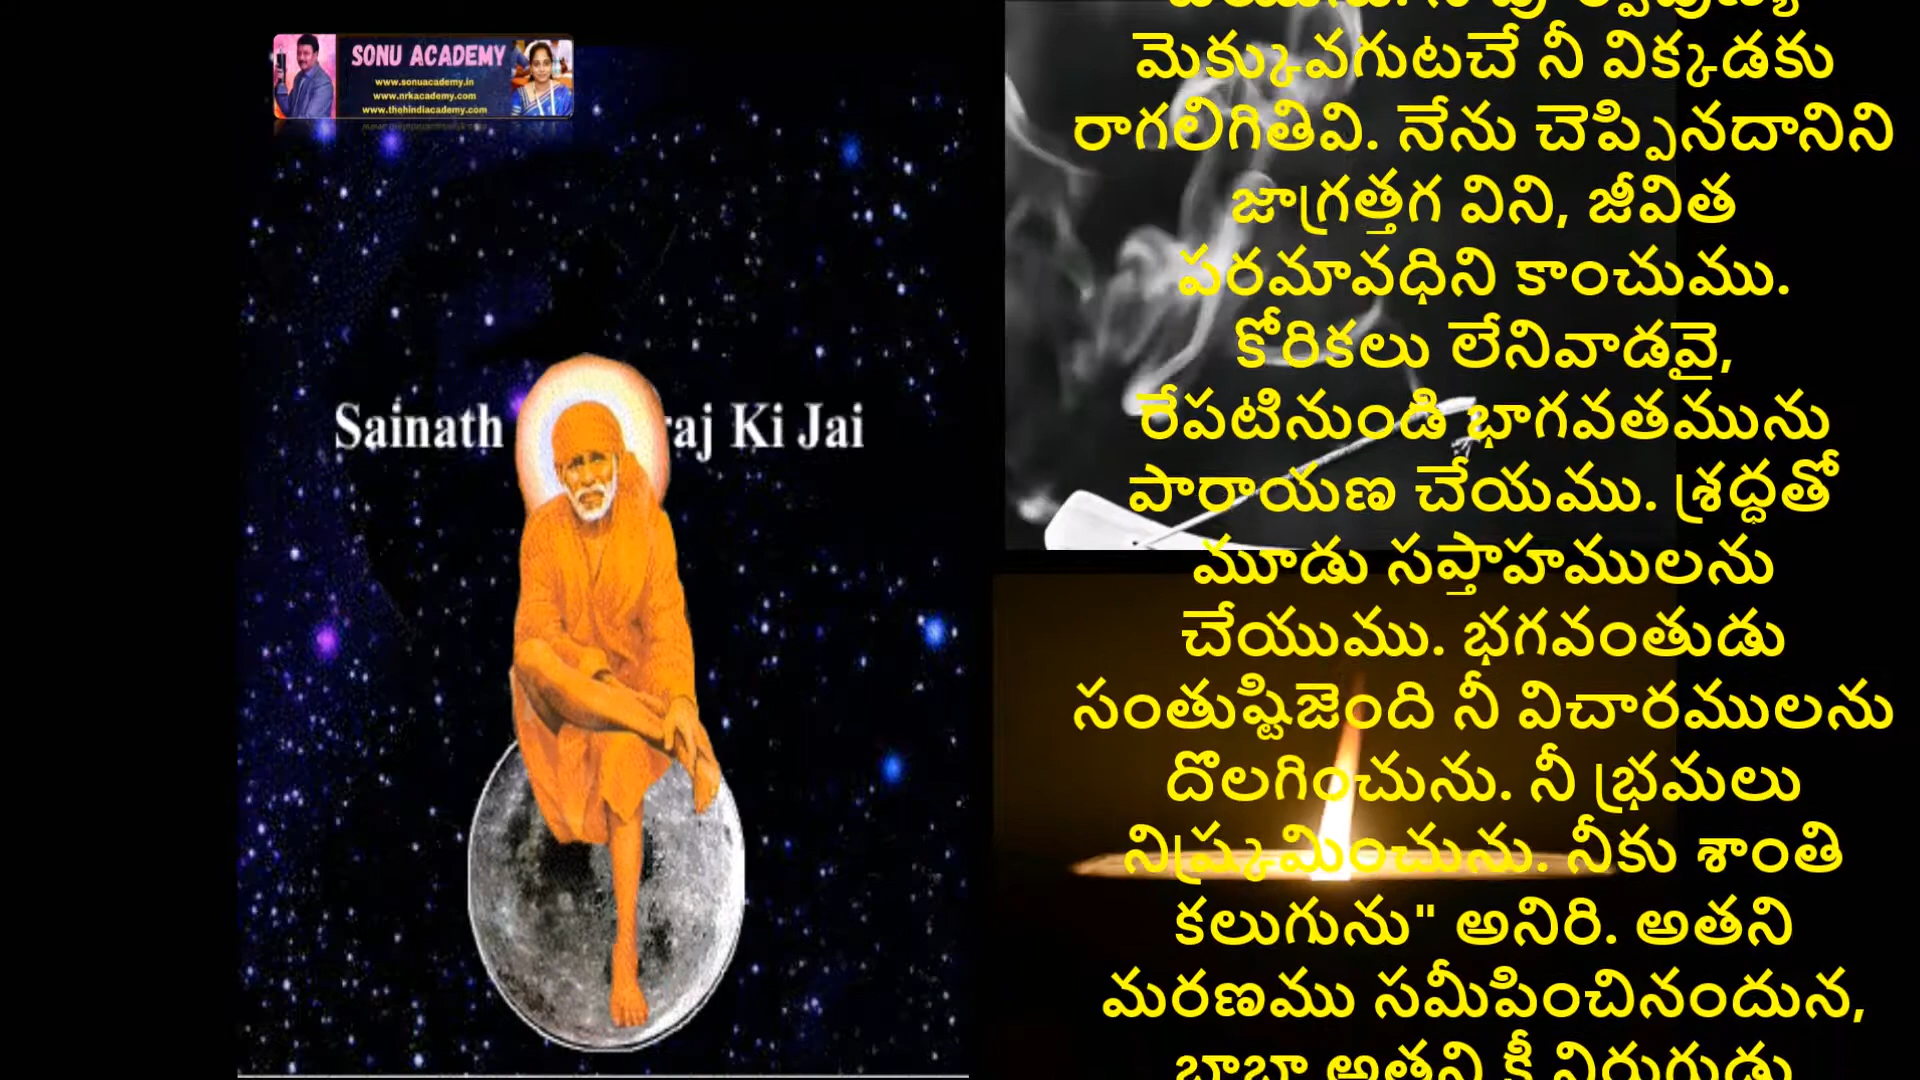 SONU ACADEMY
www.sonuacademy.in
www.nrkacademy.com
www.thehindiacademy.com
Sainath raj Ki Jai
మెక్కువగుటచే నీ విక్కడకు
రాగలిగితివి. నేను చెప్పినదానిని
జాగ్రత్తగ విని, జీవిత
పరమావధిని కాంచుము.
కోరికలు లేనివాడవై,
రేపటినుండి భాగవతమును
పారాయణ చేయము. శ్రద్ధతో
మూడు సప్తాహములను
చేయుము. భగవంతుడు
సంతుష్టిజెంది నీ విచారములను
దొలగించును. నీ భ్రమలు
నిష్క్రమించును. నీకు శాంతి
కలుగును" అనిరి. అతని
మరణము సమీపించినందున,
బాబా అతని కీ విరుగుడు